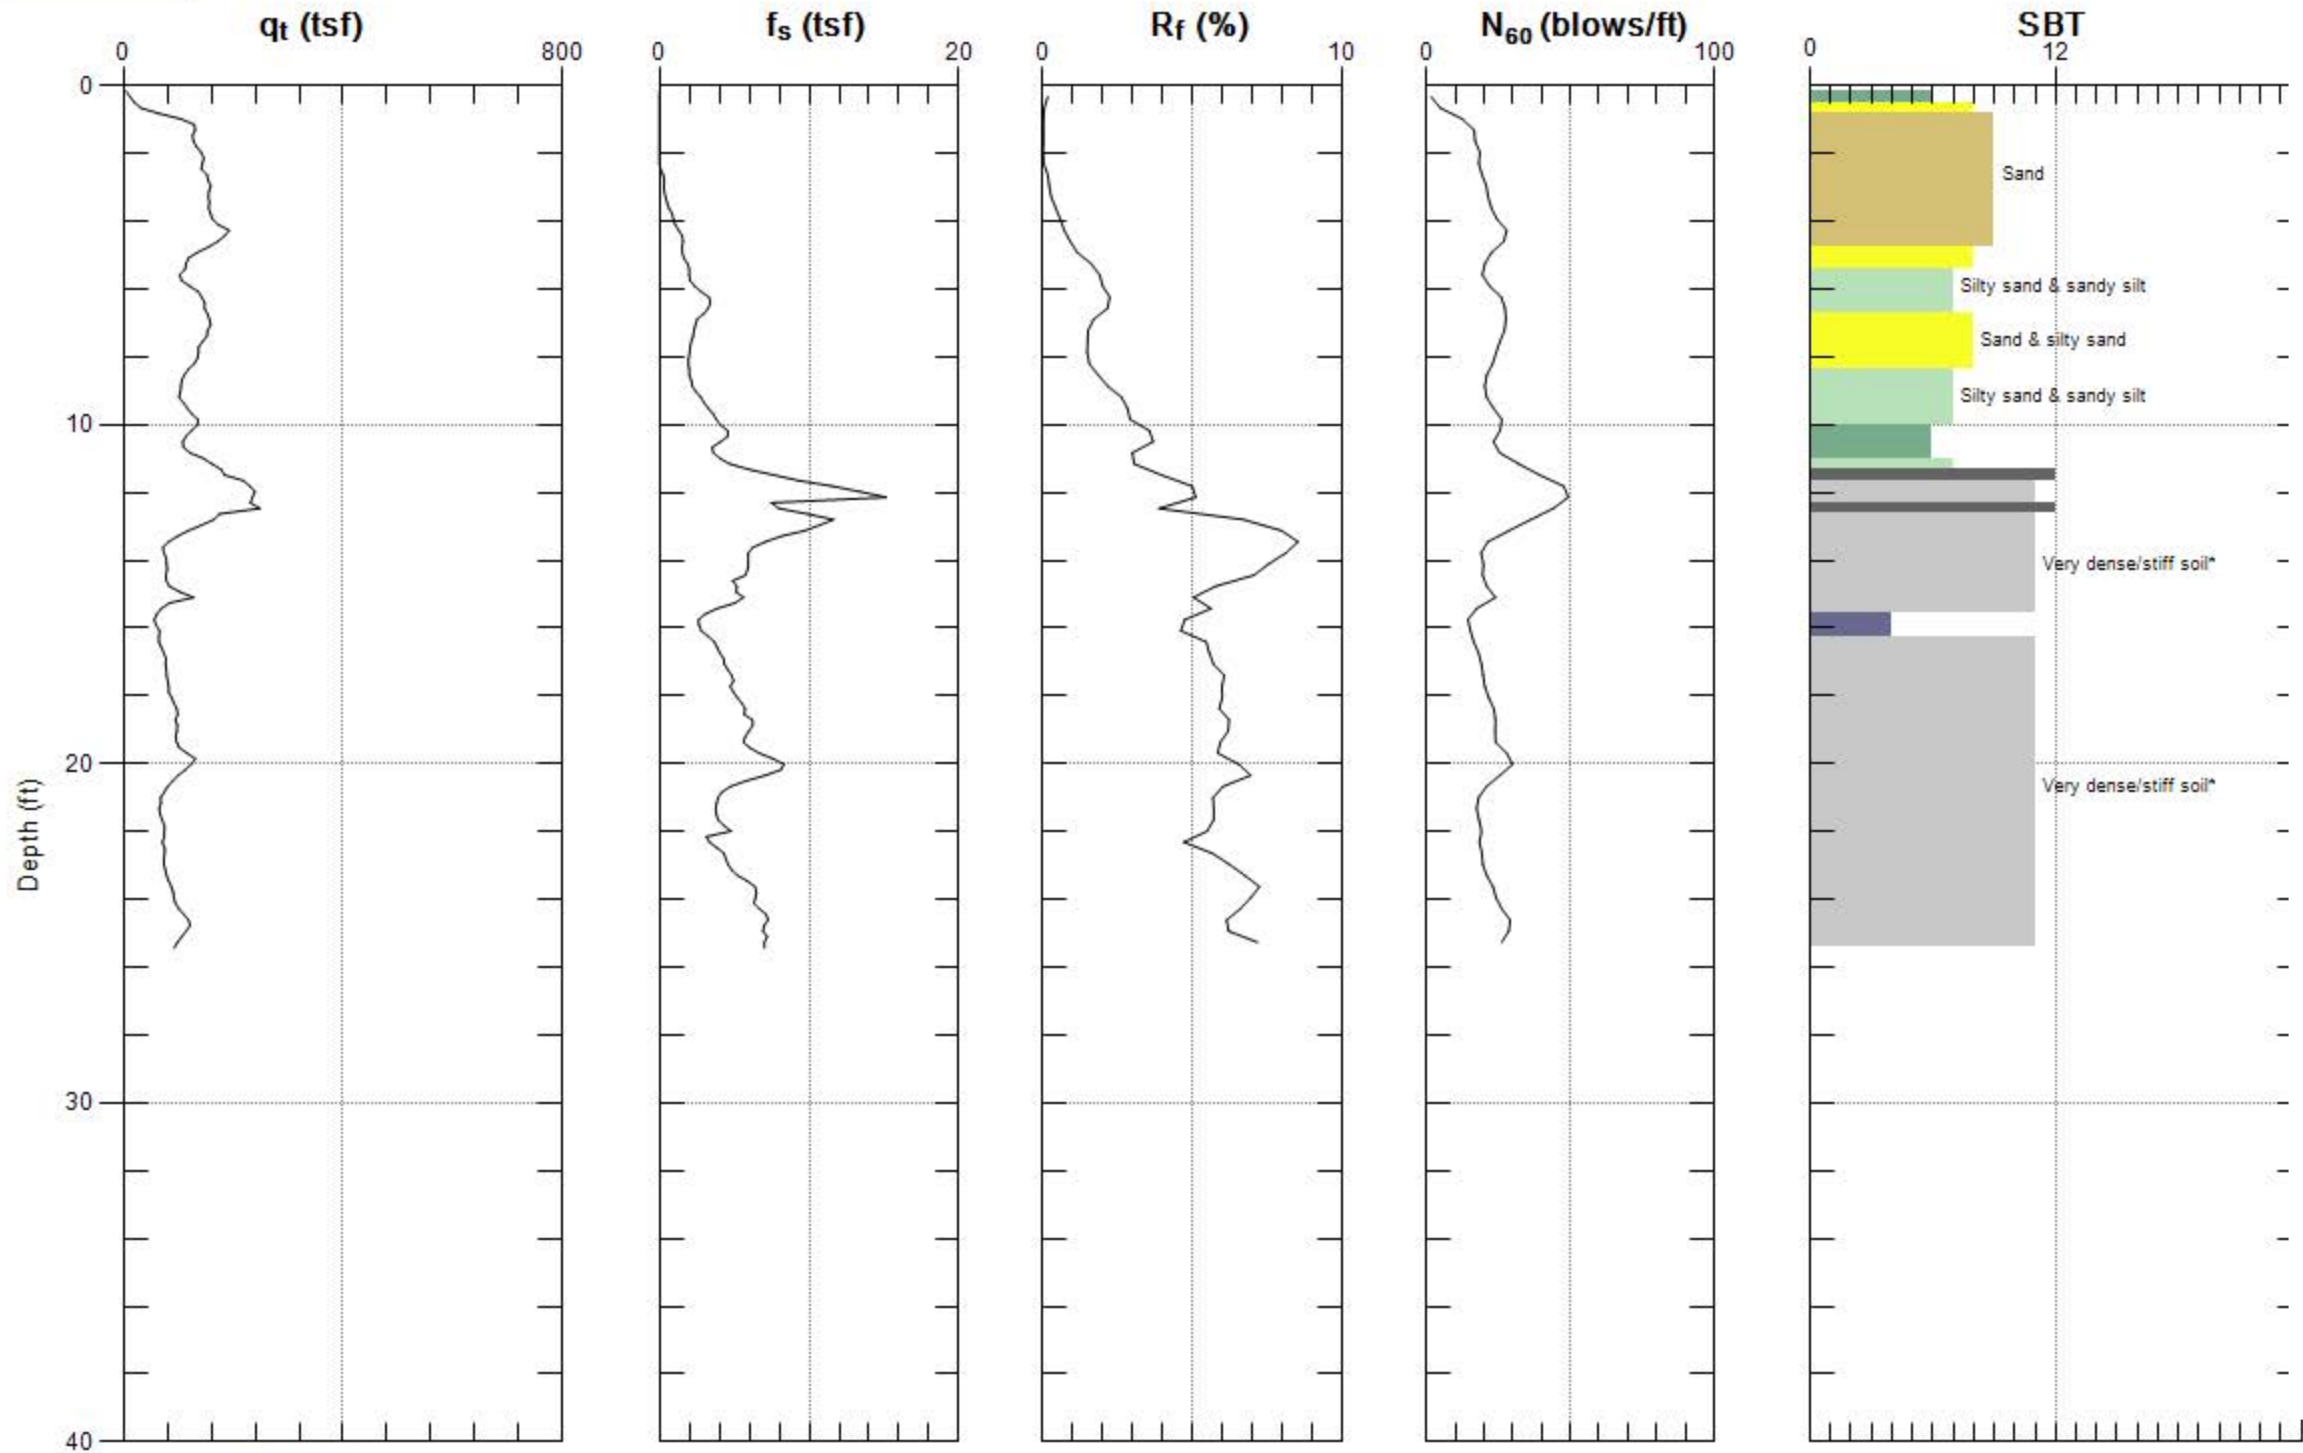 qt (tsf)
fs (tsf)
Rf (%)
N60 (blows/ft)
SBT
0 800
0 20
0 10
0 100
0 12
0
Sand
Silty sand & sandy silt
Sand & silty sand
Silty sand & sandy silt
10
Very dense/stiff soil*
20
Very dense/stiff soil*
Depth (ft)
30
40